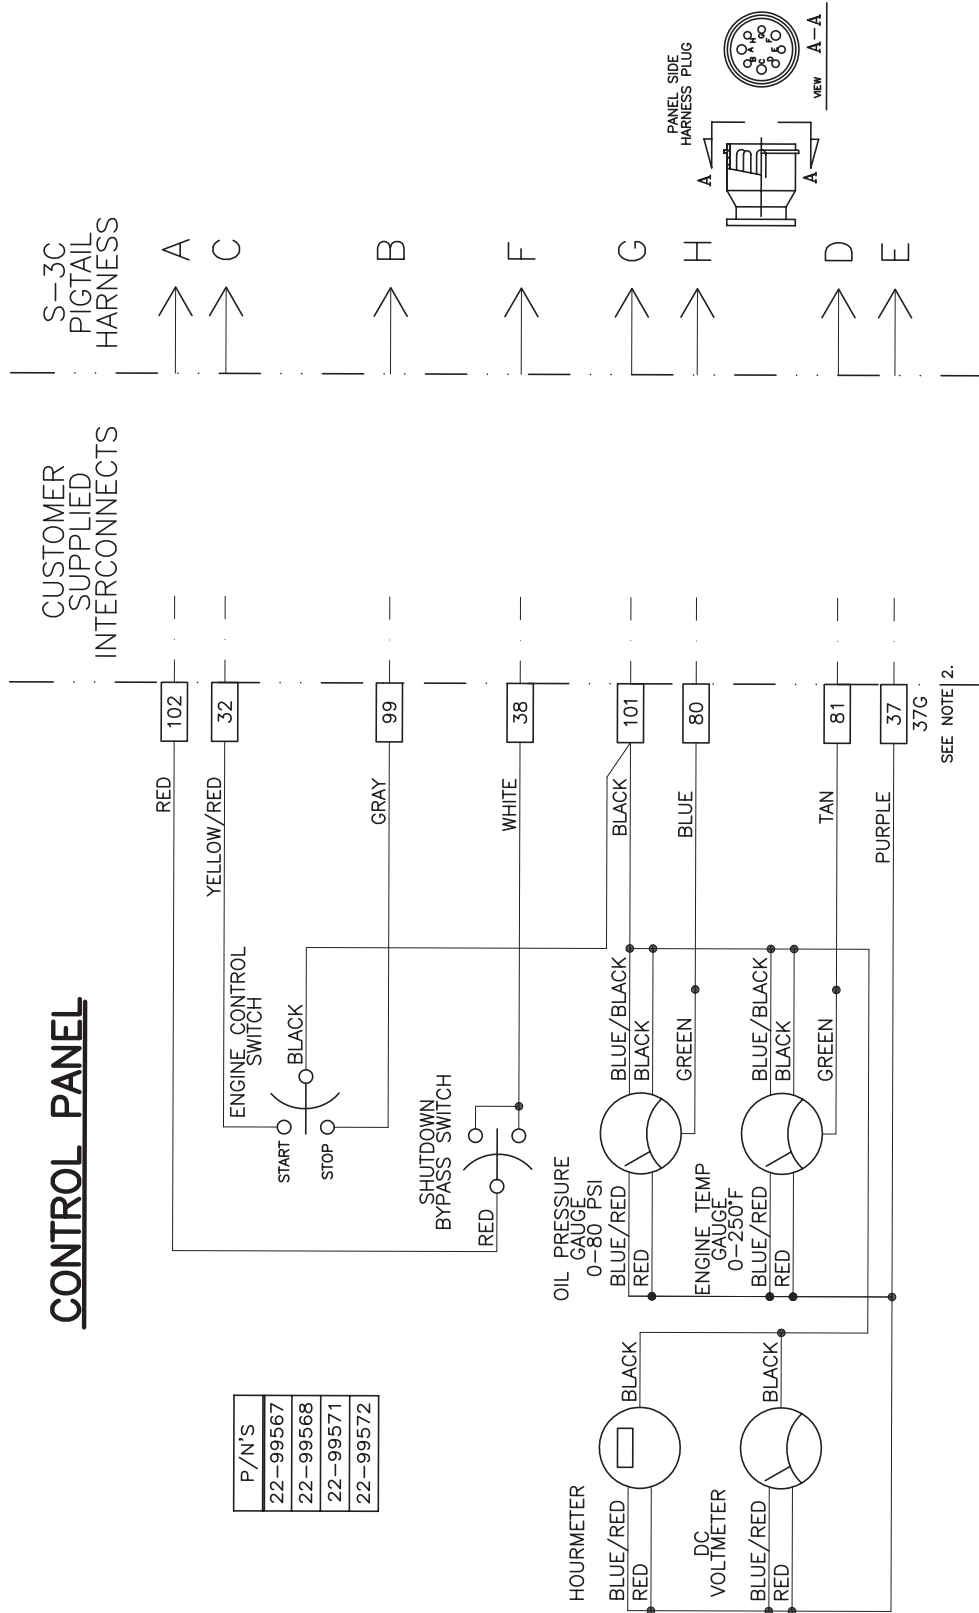 CONTROL PANEL
P/N'S
22-99567
22-99568
22-99571
22-99572
CUSTOMER
SUPPLIED
INTERCONNECTS
S-3C
PIGTAIL
HARNESS
RED
102
A
YELLOW/RED
32
C
ENGINE CONTROL
SWITCH
BLACK
START
STOP
GRAY
99
B
SHUTDOWN
BYPASS SWITCH
RED
WHITE
38
F
OIL PRESSURE
GAUGE
0-80 PSI
BLUE/RED
RED
BLUE/BLACK
BLACK
BLACK
101
G
GREEN
BLUE
80
H
ENGINE TEMP
GAUGE
0-250°F
BLUE/RED
RED
BLUE/BLACK
BLACK
GREEN
TAN
81
D
PURPLE
37
37G
E
SEE NOTE 2.
HOURMETER
BLUE/RED
RED
BLACK
DC
VOLTMETER
BLUE/RED
RED
BLACK
PANEL SIDE
HARNESS PLUG
A
A
A
B
C
D
E
F
G
H
VIEW A-A